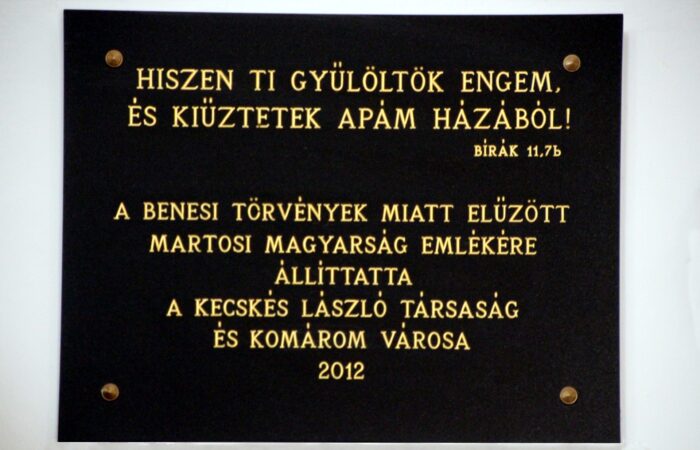 HISZEN TI GYŰLÖLTÖK ENGEM,
ÉS KIŰZTETEK APÁM HÁZÁBÓL!
BÍRÁK 11,7b
A BENESI TÖRVÉNYEK MIATT ELŰZÖTT
MARTOSI MAGYARSÁG EMLÉKÉRE
ÁLLÍTTATTA
A KECSKÉS LÁSZLÓ TÁRSASÁG
ÉS KOMÁROM VÁROSA
2012